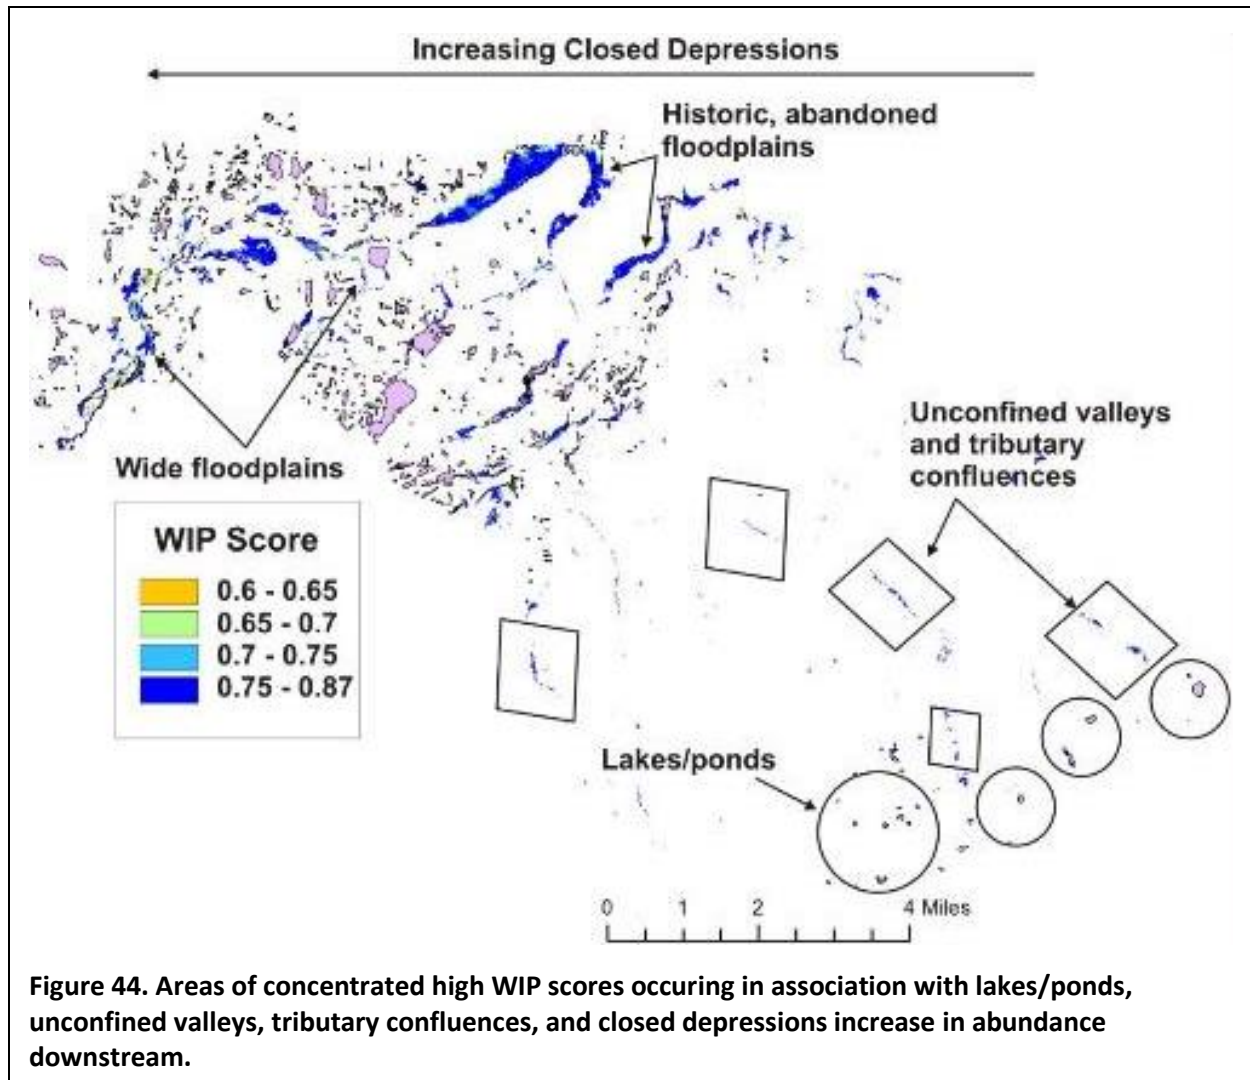 Increasing Closed Depressions
Historic, abandoned
floodplains
Unconfined valleys
and tributary
confluences
Wide floodplains
WIP Score
0.6 - 0.65
0.65 - 0.7
0.7 - 0.75
0.75 - 0.87
Lakes/ponds
0 1 2 4 Miles
Figure 44. Areas of concentrated high WIP scores occuring in association with lakes/ponds,
unconfined valleys, tributary confluences, and closed depressions increase in abundance
downstream.